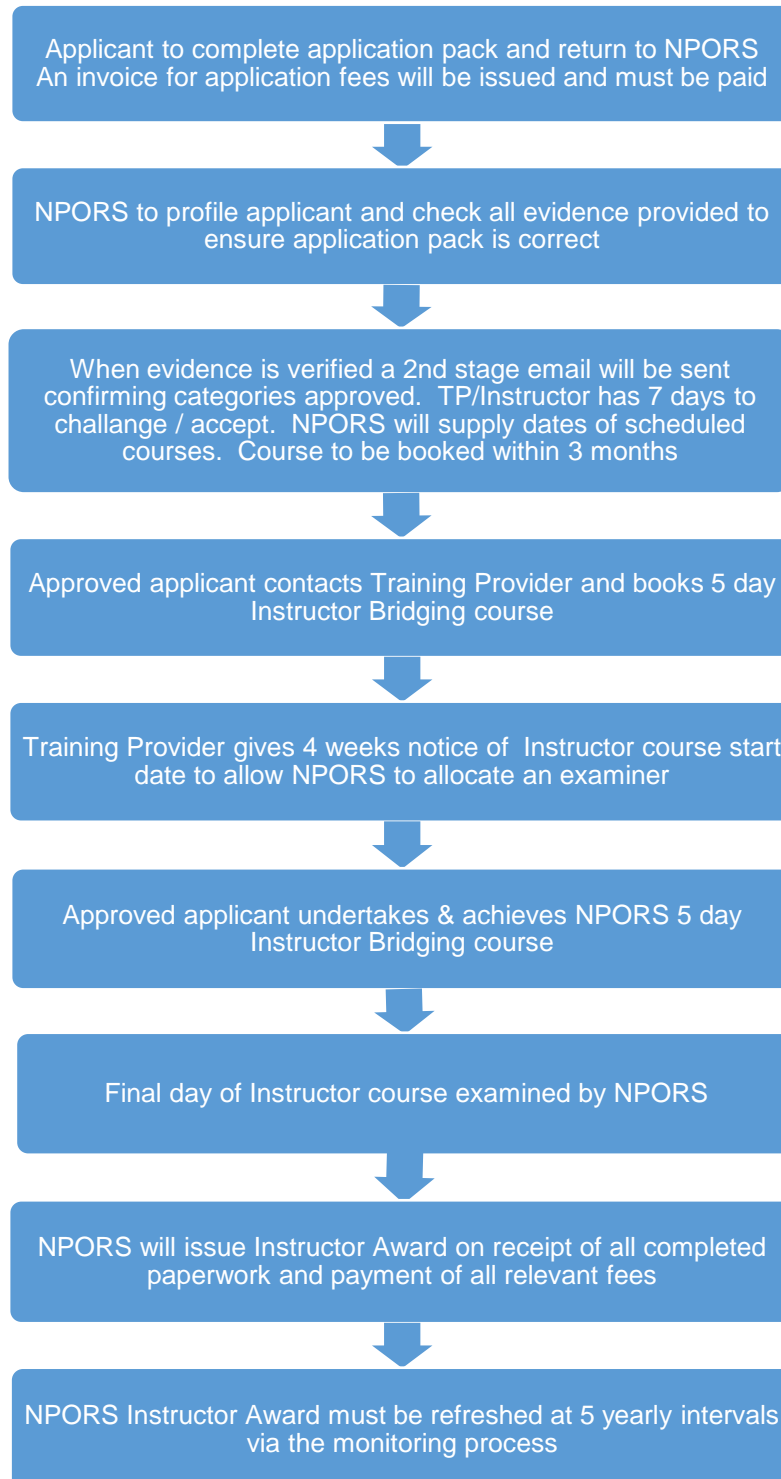 Applicant to complete application pack and return to NPORS
An invoice for application fees will be issued and must be paid
NPORS to profile applicant and check all evidence provided to
ensure application pack is correct
When evidence is verified a 2nd stage email will be sent
confirming categories approved.  TP/Instructor has 7 days to
challange / accept.  NPORS will supply dates of scheduled
courses.  Course to be booked within 3 months
Approved applicant contacts Training Provider and books 5 day
Instructor Bridging course
Training Provider gives 4 weeks notice of  Instructor course start
date to allow NPORS to allocate an examiner
Approved applicant undertakes & achieves NPORS 5 day
Instructor Bridging course
Final day of Instructor course examined by NPORS
NPORS will issue Instructor Award on receipt of all completed
paperwork and payment of all relevant fees
NPORS Instructor Award must be refreshed at 5 yearly intervals
via the monitoring process